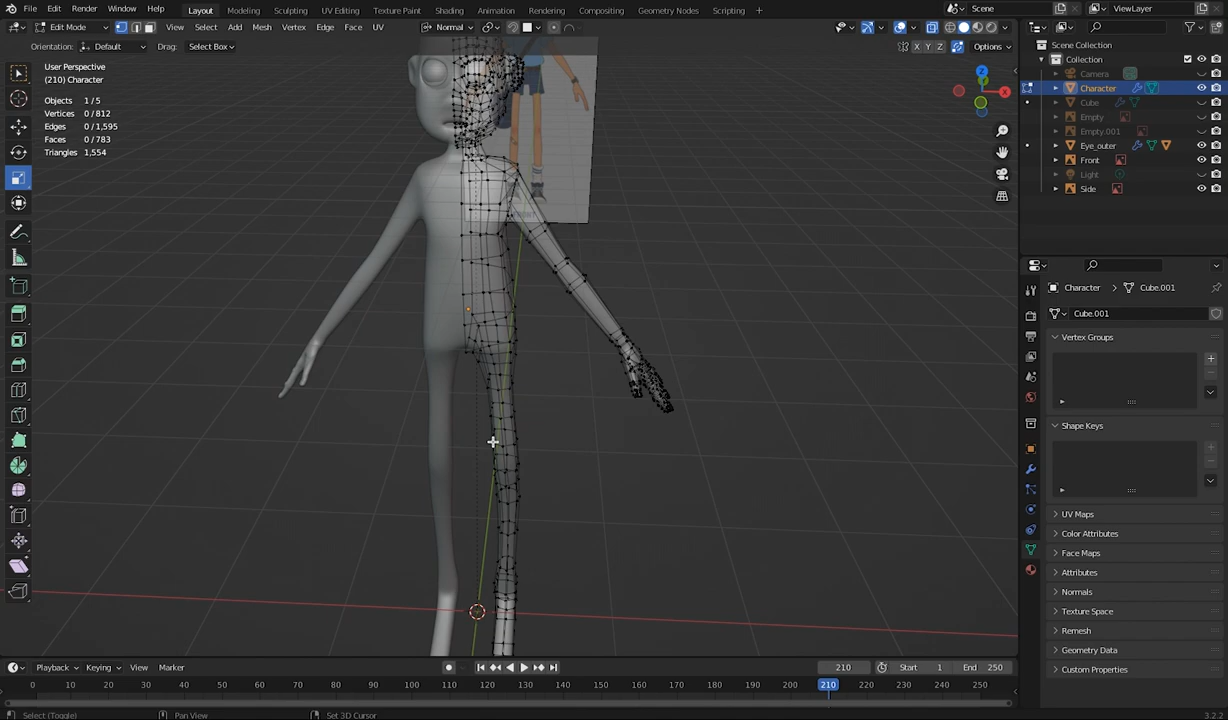 File Edit Render Window Help Layout Modeling Sculpting UV Editing Texture Paint Shading Animation Rendering Compositing Geometry Nodes Scripting + Scene ViewLayer
Edit Mode View Select Add Mesh Vertex Edge Face UV Normal
Orientation: Default Drag: Select Box X Y Z Options
User Perspective
(210) Character
Objects 1/5
Vertices 0/812
Edges 0/1,595
Faces 0/783
Triangles 1,554
Z
X
Scene Collection
Collection
Camera
Character
Cube
Empty
Empty.001
Eye_outer
Front
Light
Side
Character > Cube.001
Cube.001
Vertex Groups
Shape Keys
UV Maps
Color Attributes
Face Maps
Attributes
Normals
Texture Space
Remesh
Geometry Data
Custom Properties
Playback Keying View Marker 210 Start 1 End 250
0 10 20 30 40 50 60 70 80 90 100 110 120 130 140 150 160 170 180 190 200 210 220 230 240 250
Select (Toggle) Pan View Set 3D Cursor 3.2.2